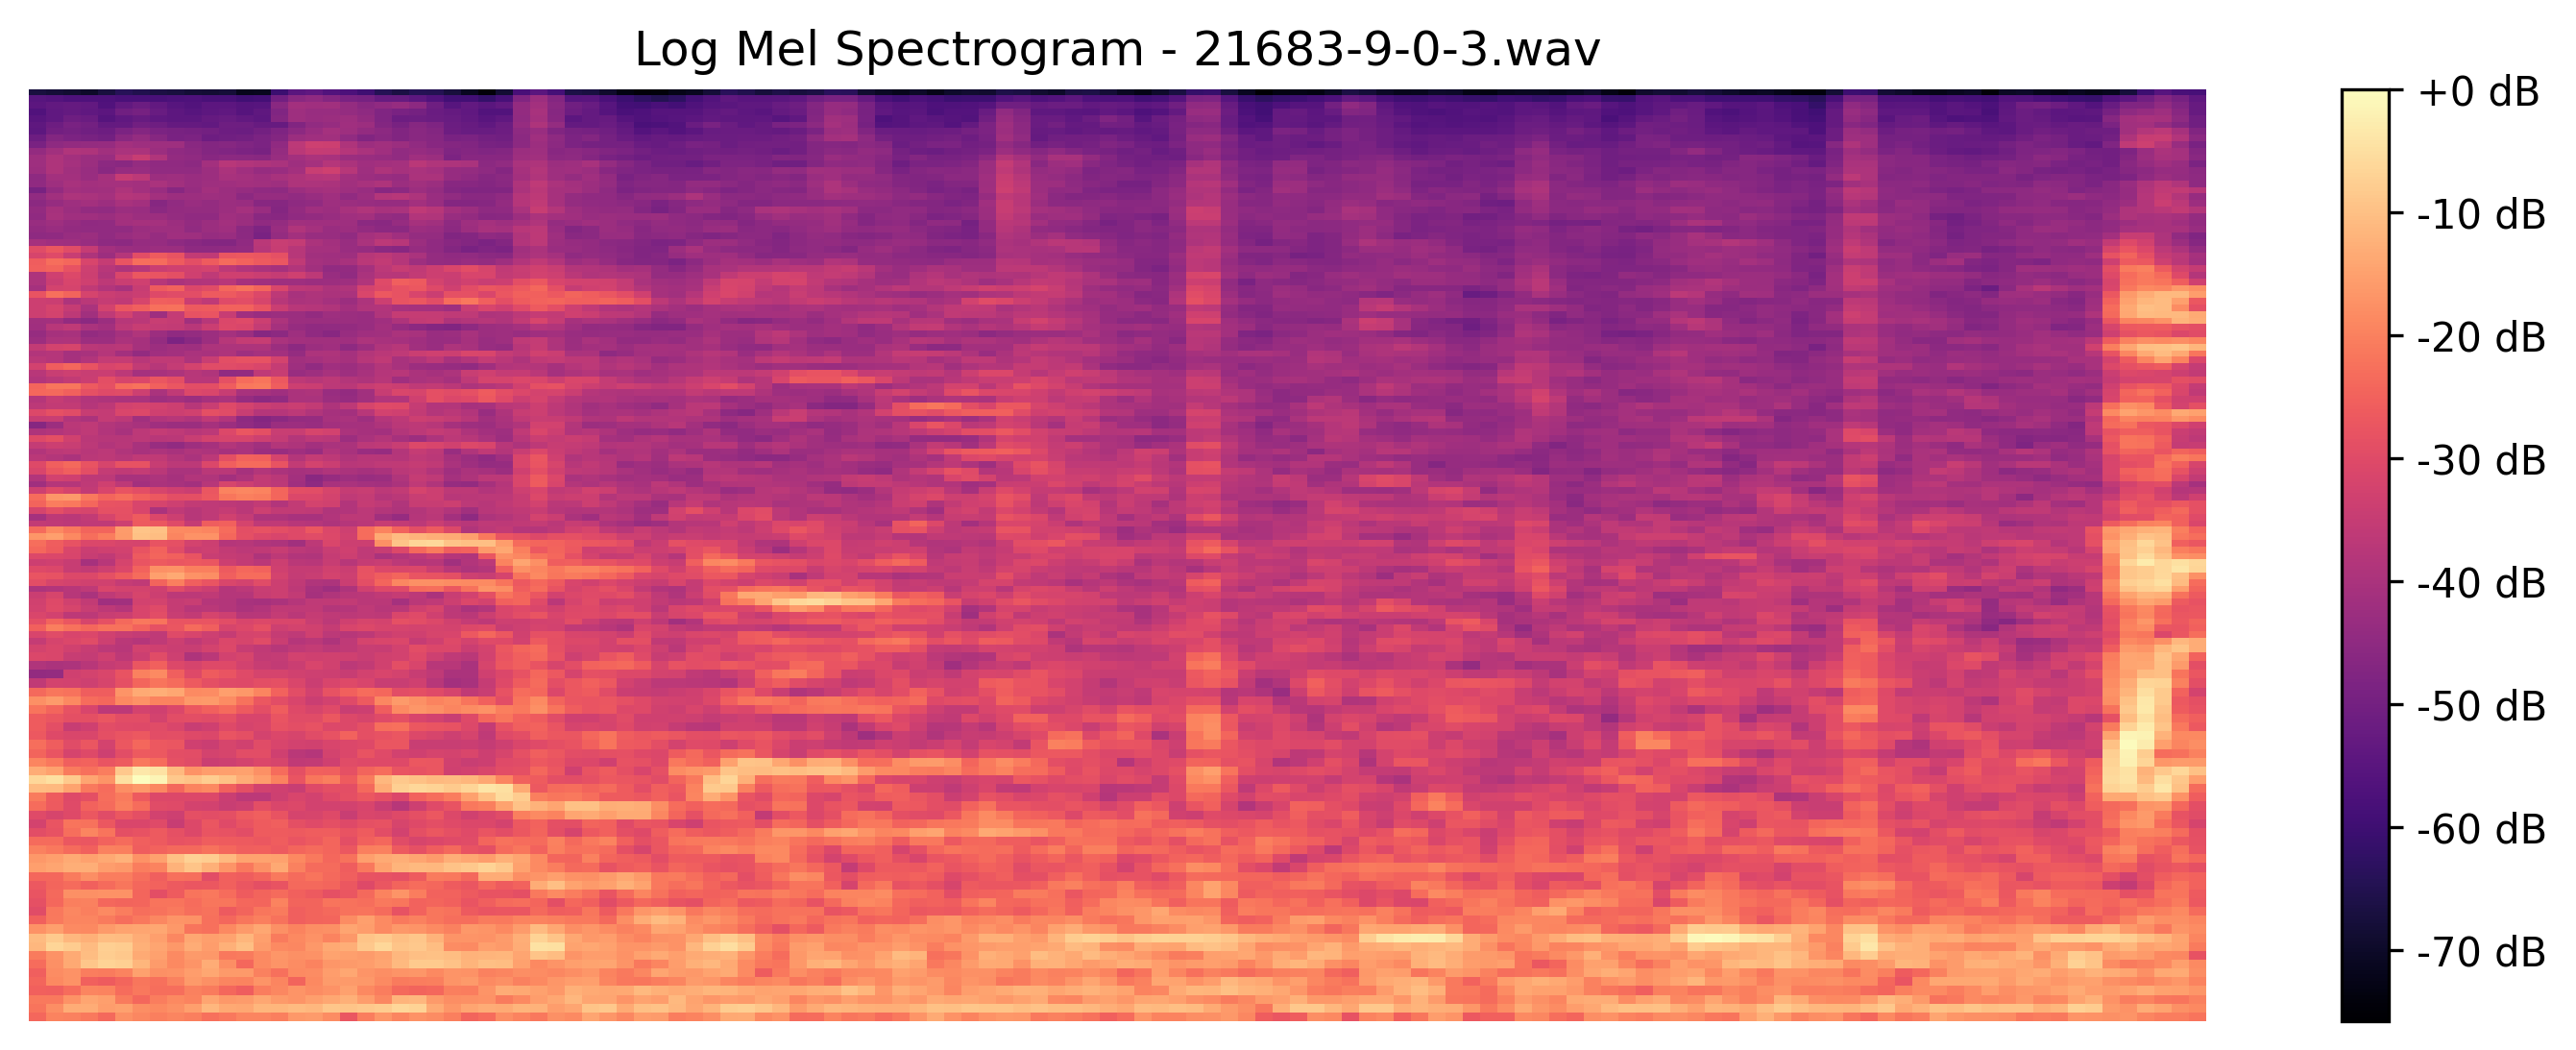 Log Mel Spectrogram - 21683-9-0-3.wav
+0 dB
-10 dB
-20 dB
-30 dB
-40 dB
-50 dB
-60 dB
-70 dB